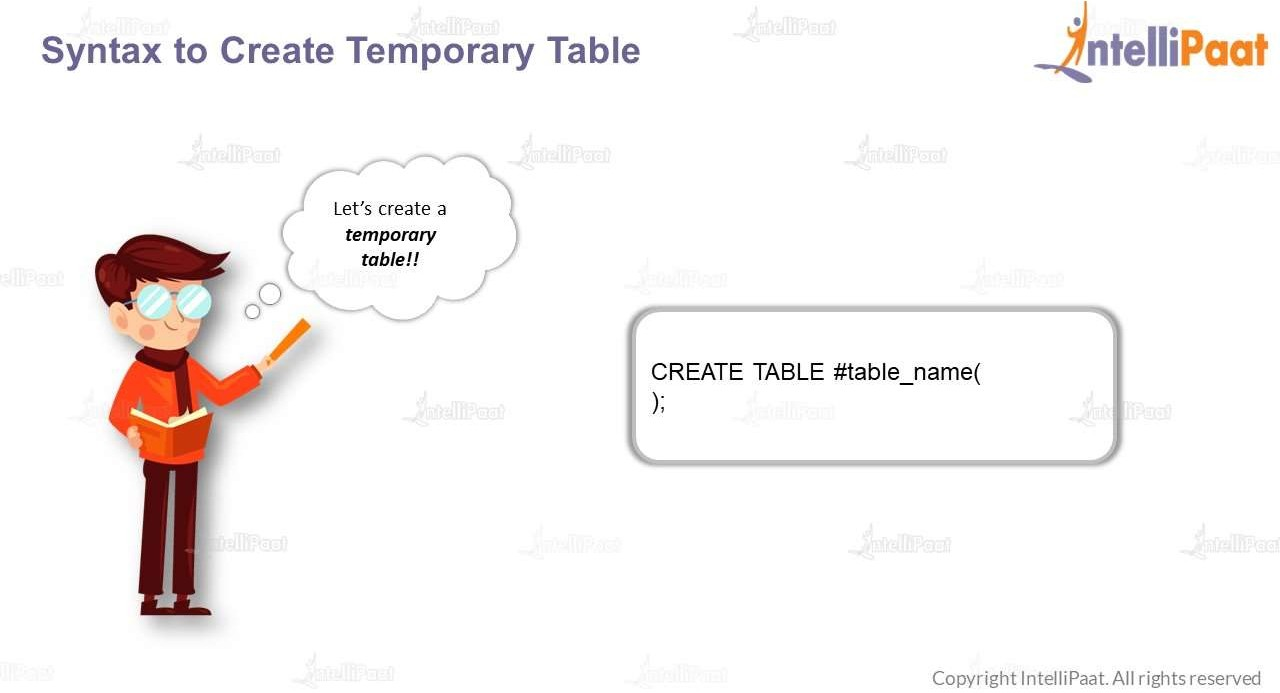 Syntax to Create Temporary Table
IntelliPaat
Let’s create a
temporary
table!!
CREATE TABLE #table_name(
);
Copyright IntelliPaat. All rights reserved